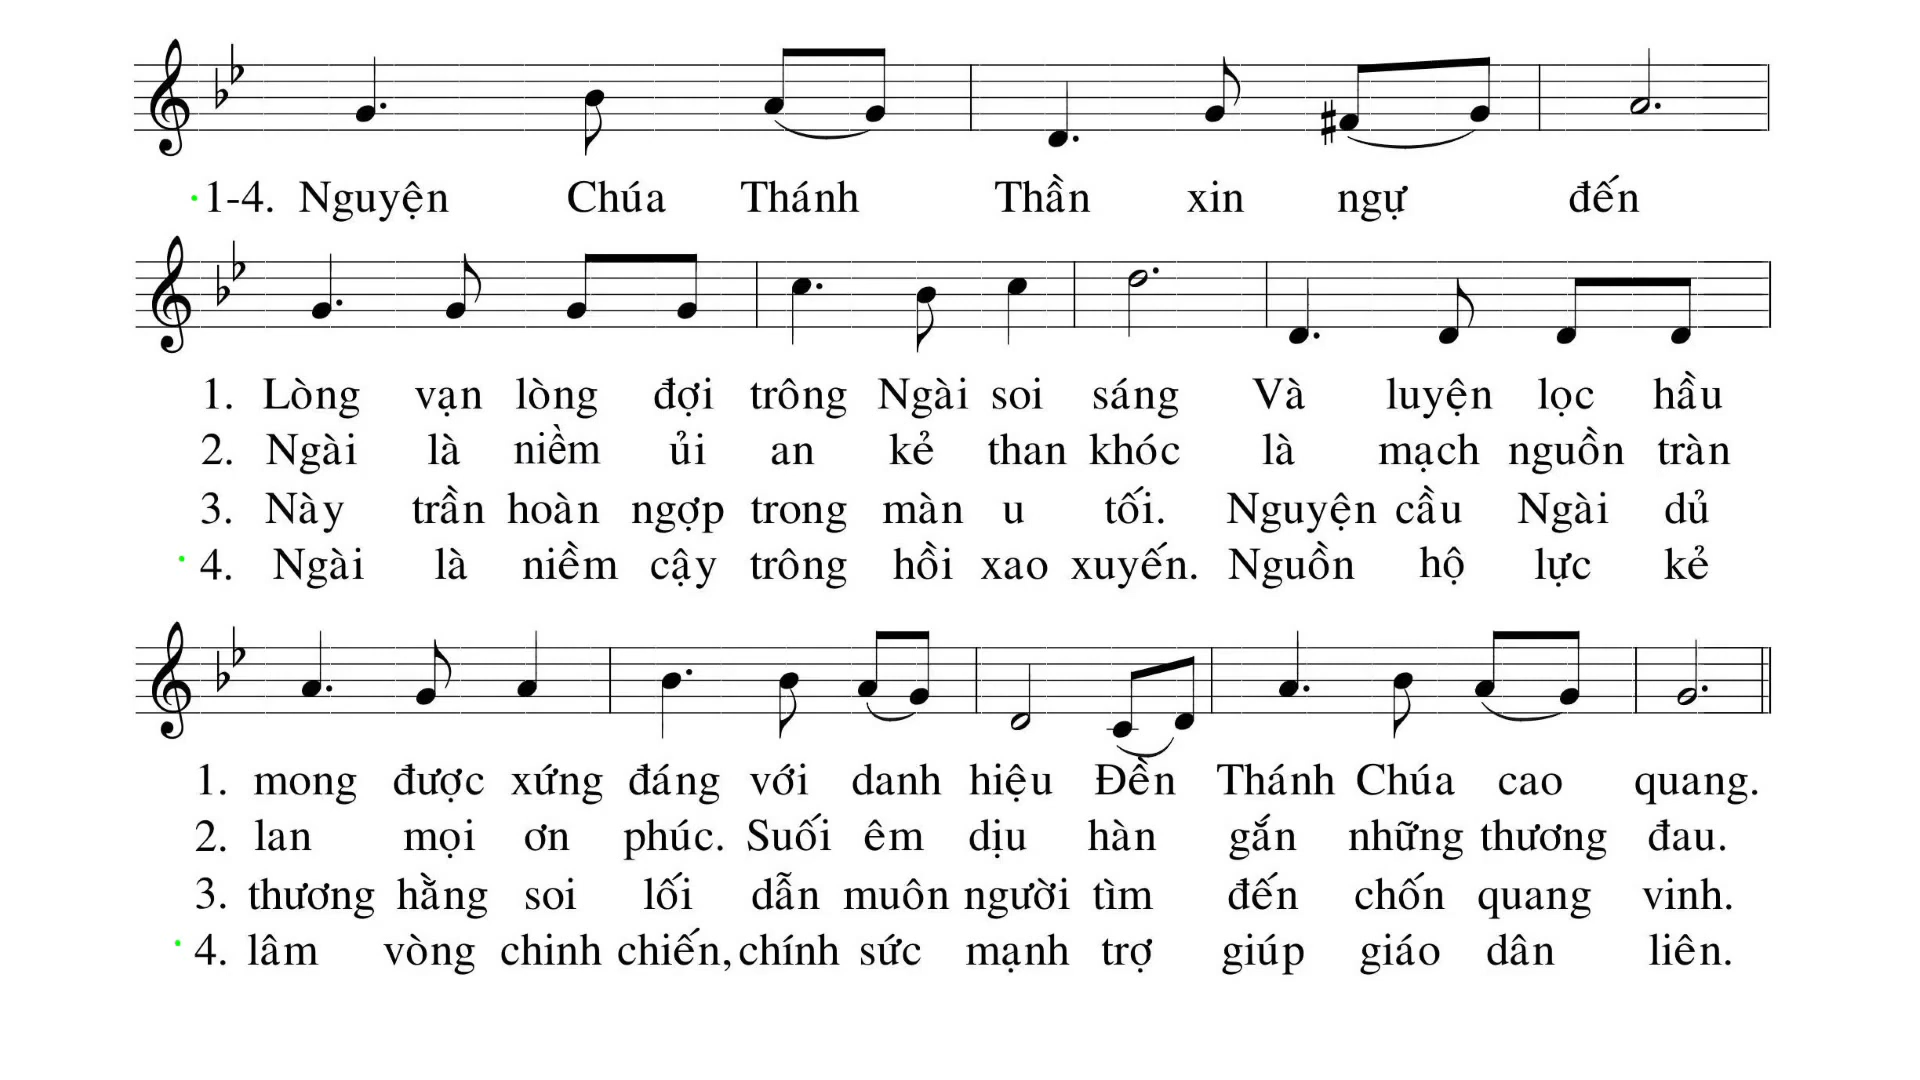 1-4. Nguyện Chúa Thánh Thần xin ngự đến
1. Lòng vạn lòng đợi trông Ngài soi sáng Và luyện lọc hầu
2. Ngài là niềm ủi an kẻ than khóc là mạch nguồn tràn
3. Này trần hoàn ngợp trong màn u tối. Nguyện cầu Ngài dủ
4. Ngài là niềm cậy trông hồi xao xuyến. Nguồn hộ lực kẻ
1. mong được xứng đáng với danh hiệu Đền Thánh Chúa cao quang.
2. lan mọi ơn phúc. Suối êm dịu hàn gắn những thương đau.
3. thương hằng soi lối dẫn muôn người tìm đến chốn quang vinh.
4. lâm vòng chinh chiến, chính sức mạnh trợ giúp giáo dân liên.